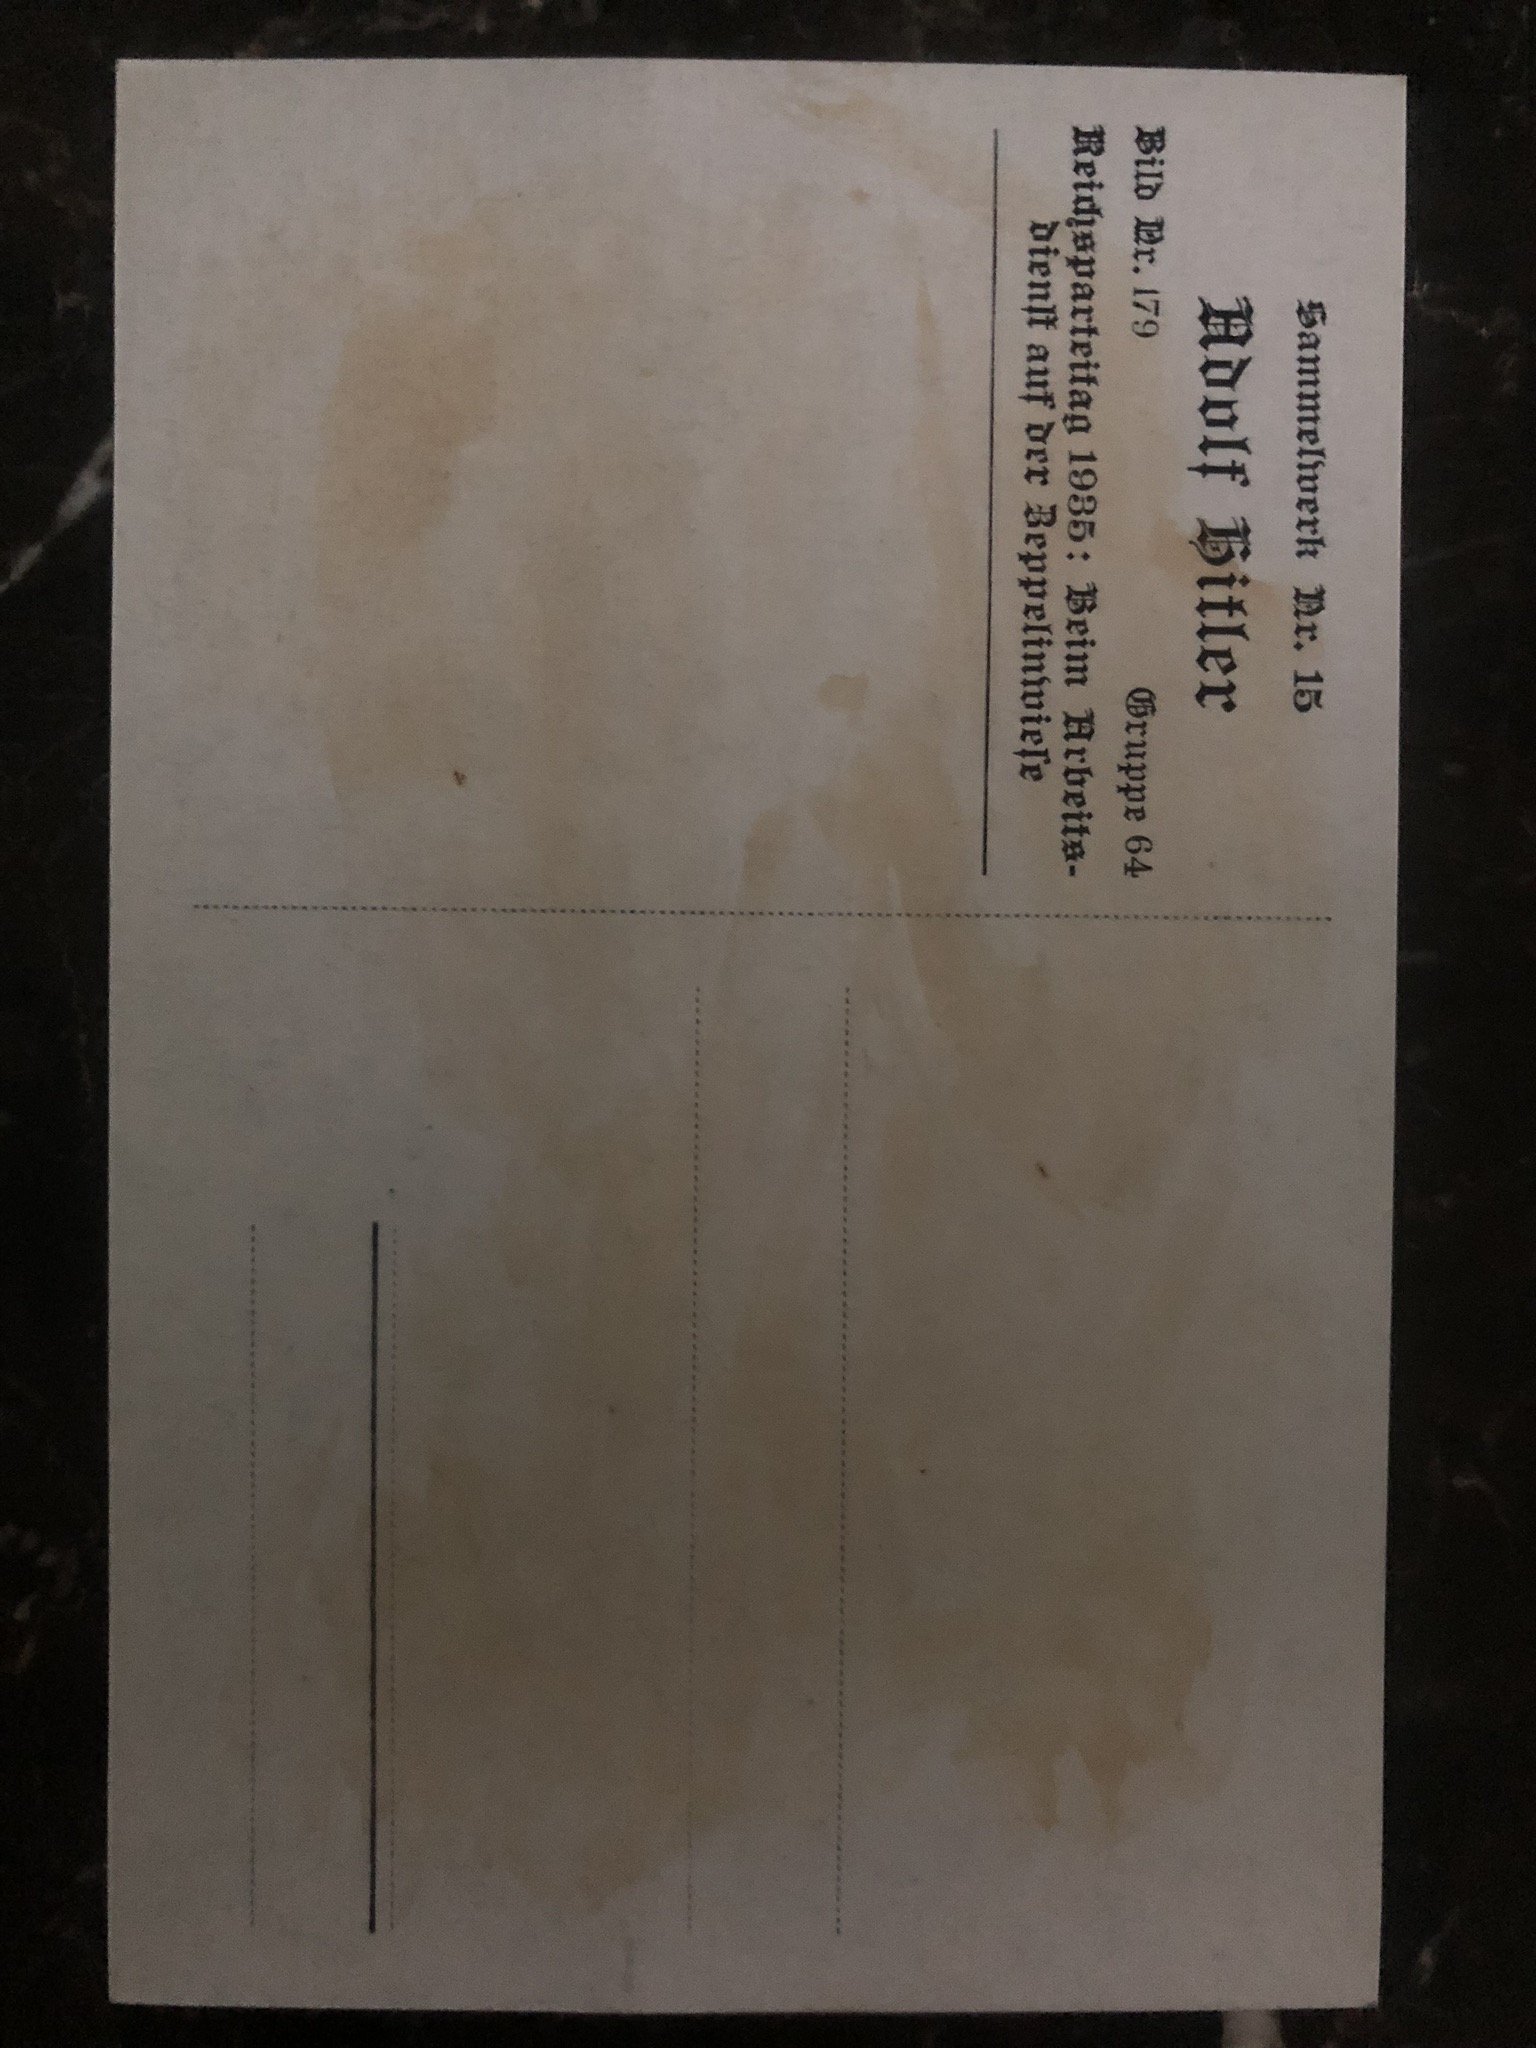 Sammelwerk Nr. 15
Adolf Hitler
Bild Nr. 179 Gruppe 64
Reichsparteitag 1935: Beim Arbeits-
dienst auf der Zeppelinwiese